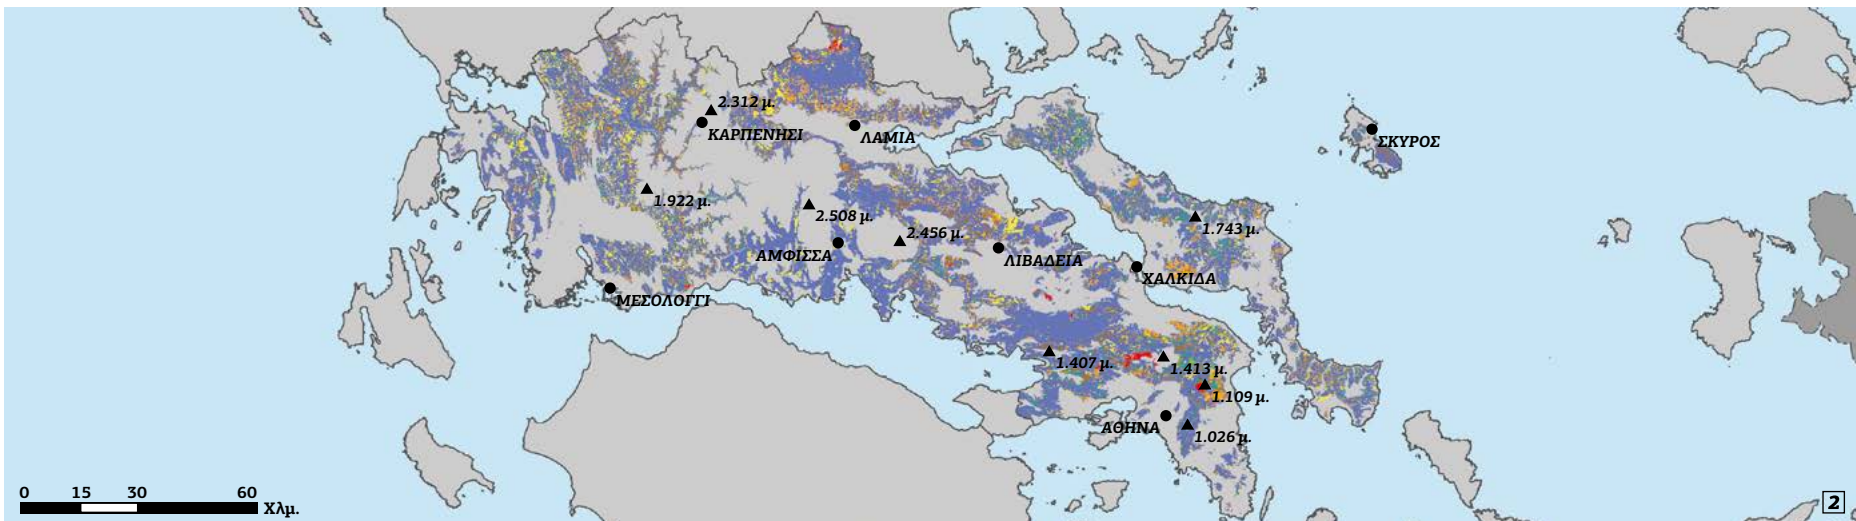 2.312 μ.
ΚΑΡΠΕΝΗΣΙ
ΛΑΜΙΑ
ΣΚΥΡΟΣ
1.922 μ.
2.508 μ.
2.456 μ.
1.743 μ.
ΑΜΦΙΣΣΑ
ΛΙΒΑΔΕΙΑ
ΧΑΛΚΙΔΑ
ΜΕΣΟΛΟΓΓΙ
1.407 μ.
1.413 μ.
1.109 μ.
ΑΘΗΝΑ
1.026 μ.
0 15 30 60
Χλμ.
2